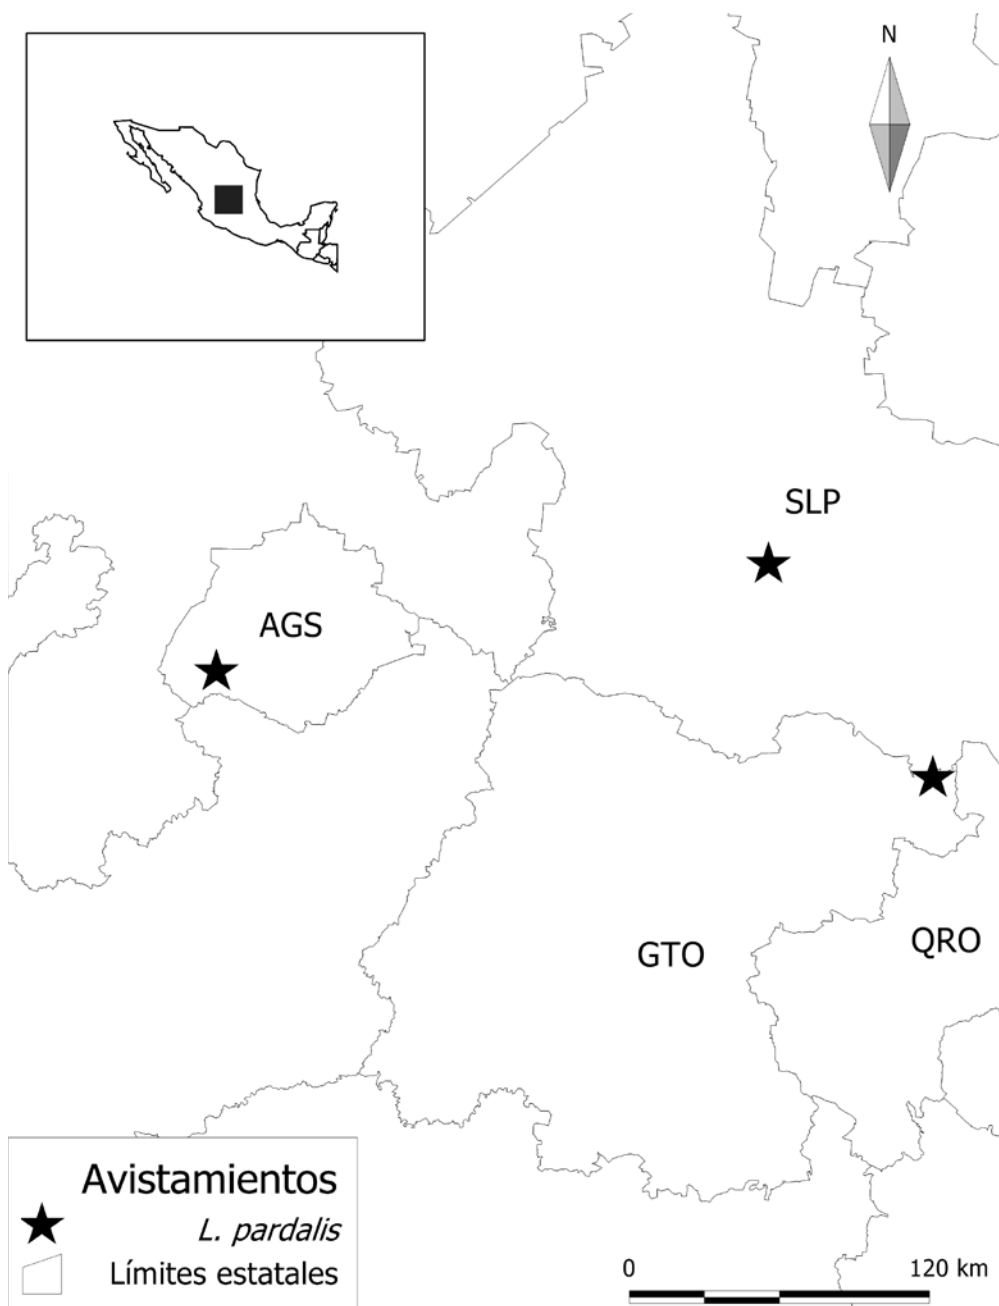 N
SLP
AGS
GTO
QRO
Avistamientos
L. pardalis
Límites estatales
0 120 km